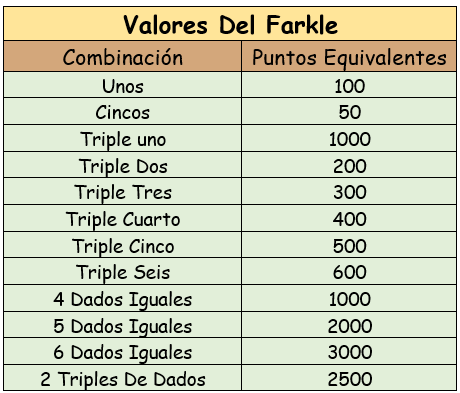 Valores Del Farkle
Combinación Puntos Equivalentes
Unos 100
Cincos 50
Triple uno 1000
Triple Dos 200
Triple Tres 300
Triple Cuarto 400
Triple Cinco 500
Triple Seis 600
4 Dados Iguales 1000
5 Dados Iguales 2000
6 Dados Iguales 3000
2 Triples De Dados 2500